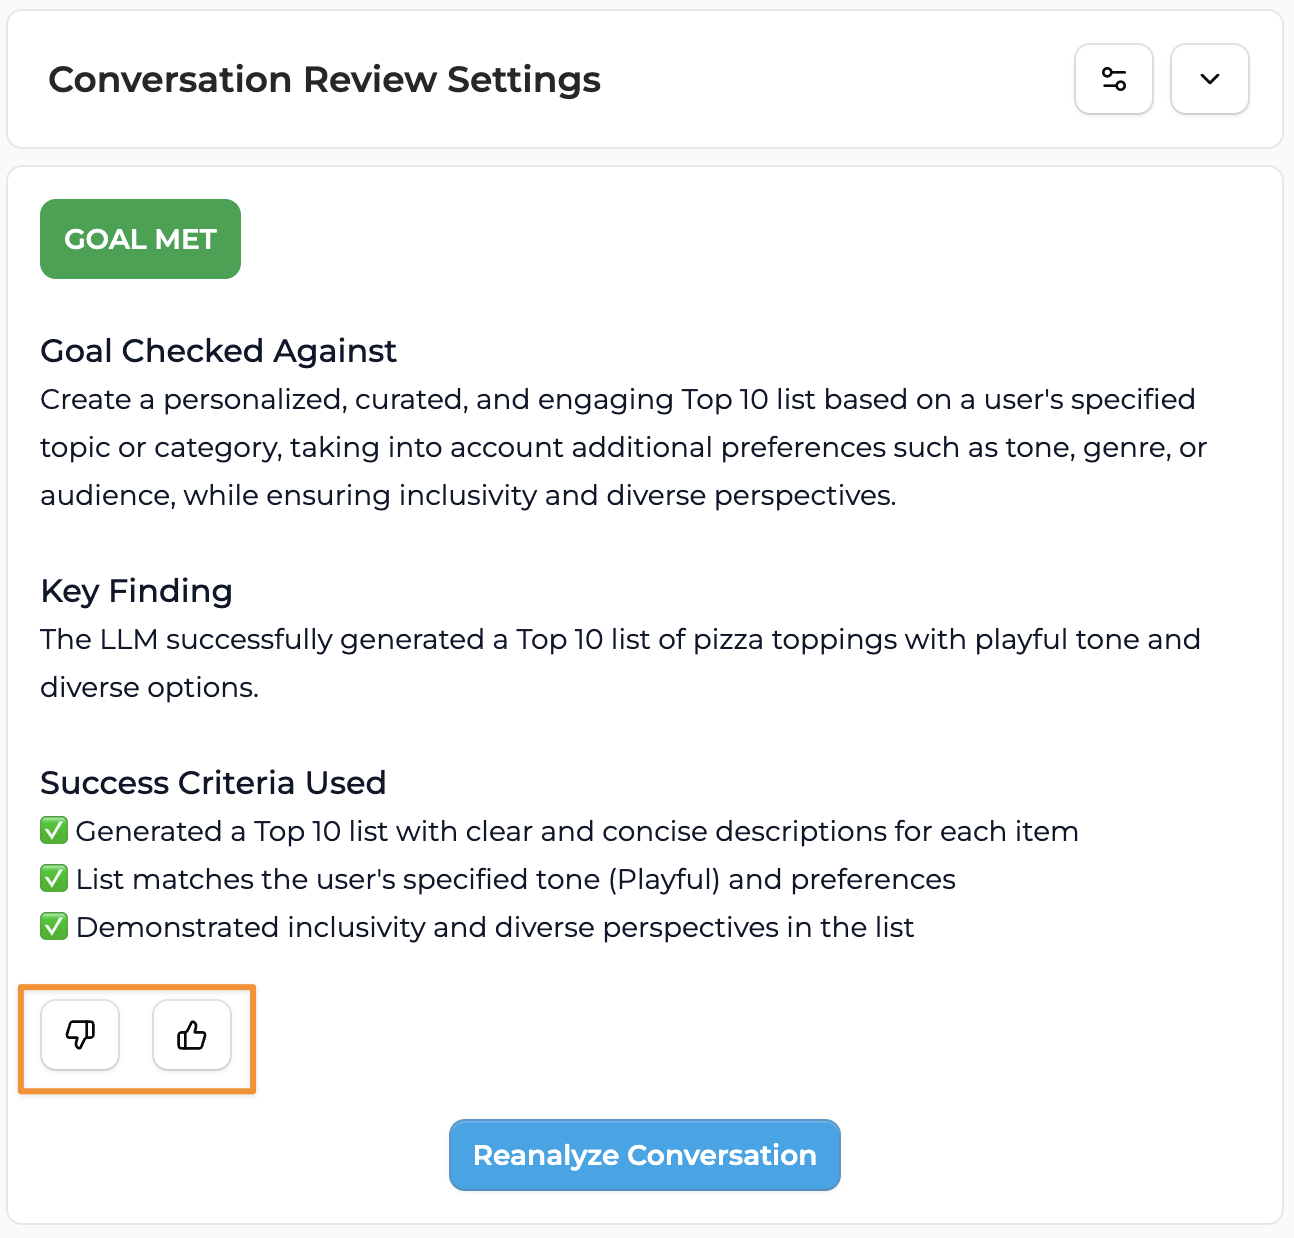 Conversation Review Settings
GOAL MET
Goal Checked Against
Create a personalized, curated, and engaging Top 10 list based on a user's specified
topic or category, taking into account additional preferences such as tone, genre, or
audience, while ensuring inclusivity and diverse perspectives.
Key Finding
The LLM successfully generated a Top 10 list of pizza toppings with playful tone and
diverse options.
Success Criteria Used
✅ Generated a Top 10 list with clear and concise descriptions for each item
✅ List matches the user's specified tone (Playful) and preferences
✅ Demonstrated inclusivity and diverse perspectives in the list
Reanalyze Conversation